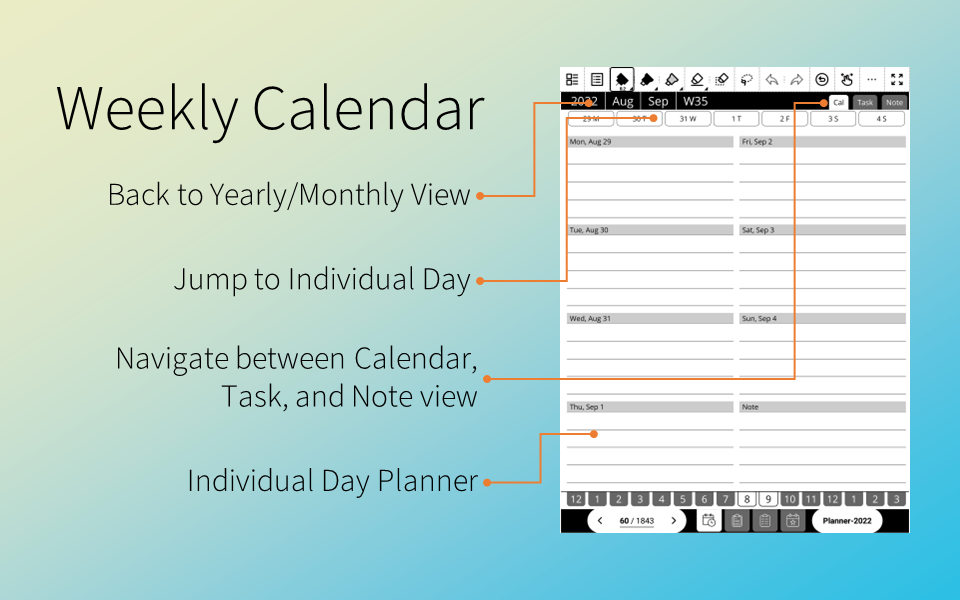 Weekly Calendar
Back to Yearly/Monthly View
Jump to Individual Day
Navigate between Calendar,
Task, and Note view
Individual Day Planner
2022 Aug Sep W35 Cal Task Note
29 M 30 T 31 W 1 T 2 F 3 S 4 S
Mon, Aug 29 Fri, Sep 2
Tue, Aug 30 Sat, Sep 3
Wed, Aug 31 Sun, Sep 4
Thu, Sep 1 Note
12 1 2 3 4 5 6 7 8 9 10 11 12 1 2 3
< 60 / 1843 > Planner-2022